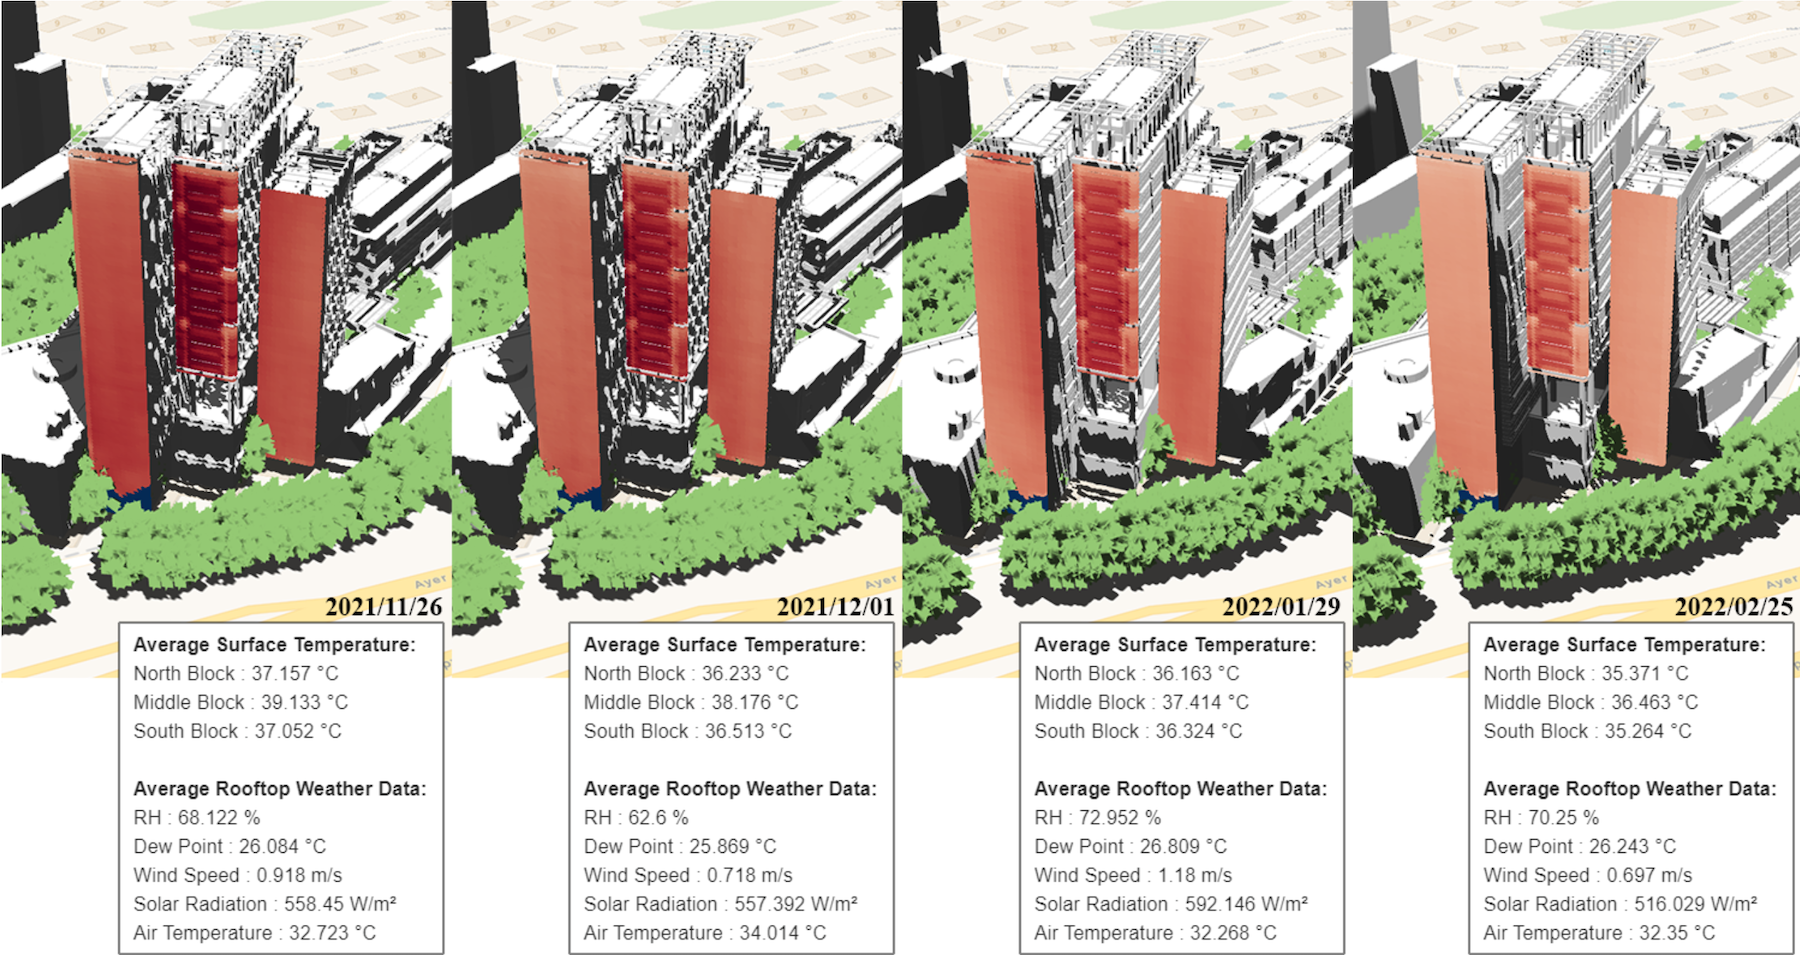 2021/11/26
Average Surface Temperature:
North Block : 37.157 °C
Middle Block : 39.133 °C
South Block : 37.052 °C
Average Rooftop Weather Data:
RH : 68.122 %
Dew Point : 26.084 °C
Wind Speed : 0.918 m/s
Solar Radiation : 558.45 W/m²
Air Temperature : 32.723 °C
Ayer
2021/12/01
Average Surface Temperature:
North Block : 36.233 °C
Middle Block : 38.176 °C
South Block : 36.513 °C
Average Rooftop Weather Data:
RH : 62.6 %
Dew Point : 25.869 °C
Wind Speed : 0.718 m/s
Solar Radiation : 557.392 W/m²
Air Temperature : 34.014 °C
Ayer
2022/01/29
Average Surface Temperature:
North Block : 36.163 °C
Middle Block : 37.414 °C
South Block : 36.324 °C
Average Rooftop Weather Data:
RH : 72.952 %
Dew Point : 26.809 °C
Wind Speed : 1.18 m/s
Solar Radiation : 592.146 W/m²
Air Temperature : 32.268 °C
Ayer
2022/02/25
Average Surface Temperature:
North Block : 35.371 °C
Middle Block : 36.463 °C
South Block : 35.264 °C
Average Rooftop Weather Data:
RH : 70.25 %
Dew Point : 26.243 °C
Wind Speed : 0.697 m/s
Solar Radiation : 516.029 W/m²
Air Temperature : 32.35 °C
Ayer